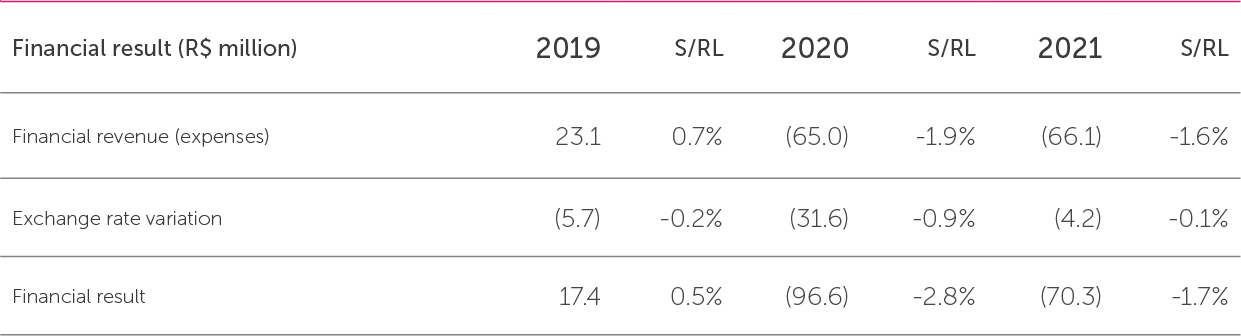 Financial result (R$ million) 2019 S/RL 2020 S/RL 2021 S/RL
Financial revenue (expenses) 23.1 0.7% (65.0) -1.9% (66.1) -1.6%
Exchange rate variation (5.7) -0.2% (31.6) -0.9% (4.2) -0.1%
Financial result 17.4 0.5% (96.6) -2.8% (70.3) -1.7%